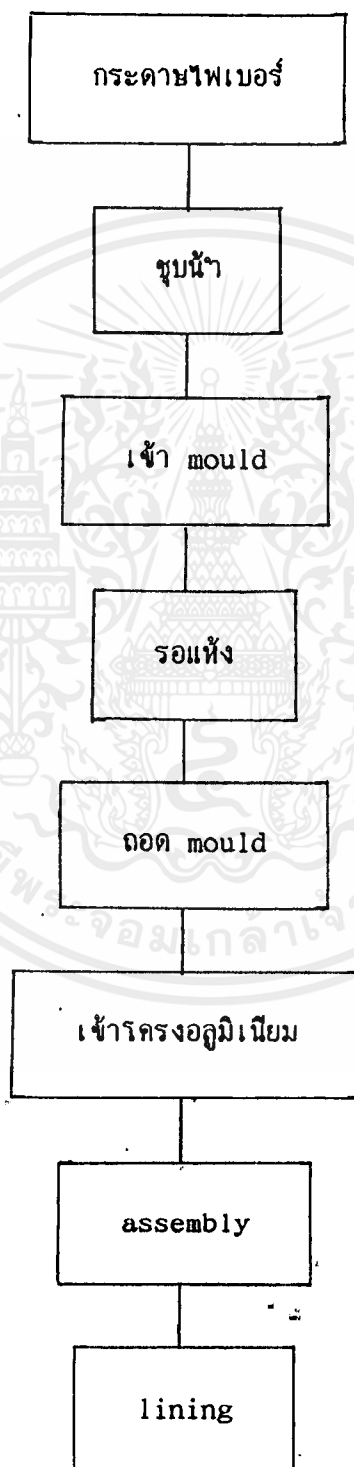 กระดาษไฟเบอร์
ชุบน้ำ
เข้า mould
รอแห้ง
ถอด mould
เข้าโครงอลูมิเนียม
assembly
lining